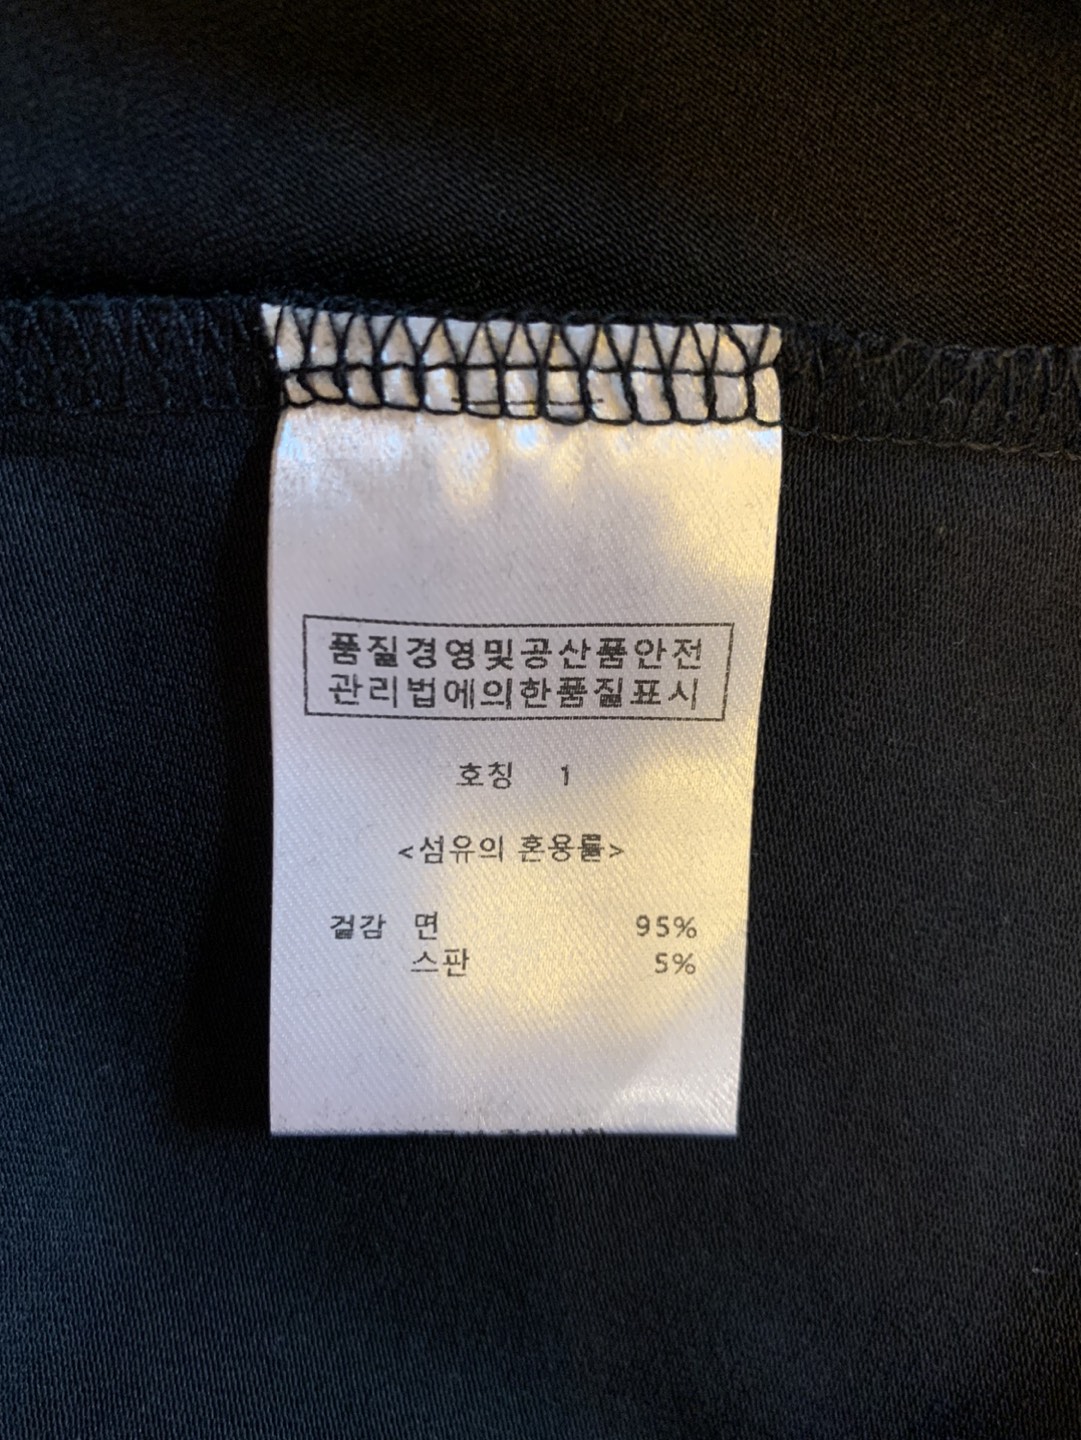 품질경영및공산품안전
관리법에의한품질표시
호칭 1
<섬유의 혼용률>
겉감 면 95%
스판 5%